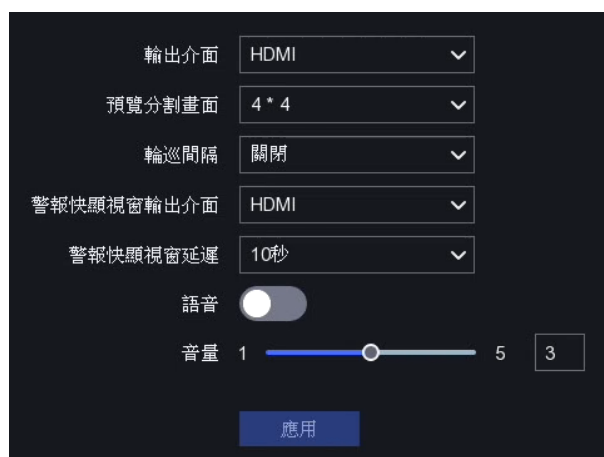 輸出介面 HDMI
預覽分割畫面 4 * 4
輪巡間隔 關閉
警報快顯視窗輸出介面 HDMI
警報快顯視窗延遲 10秒
語音
音量 1 5 3
應用